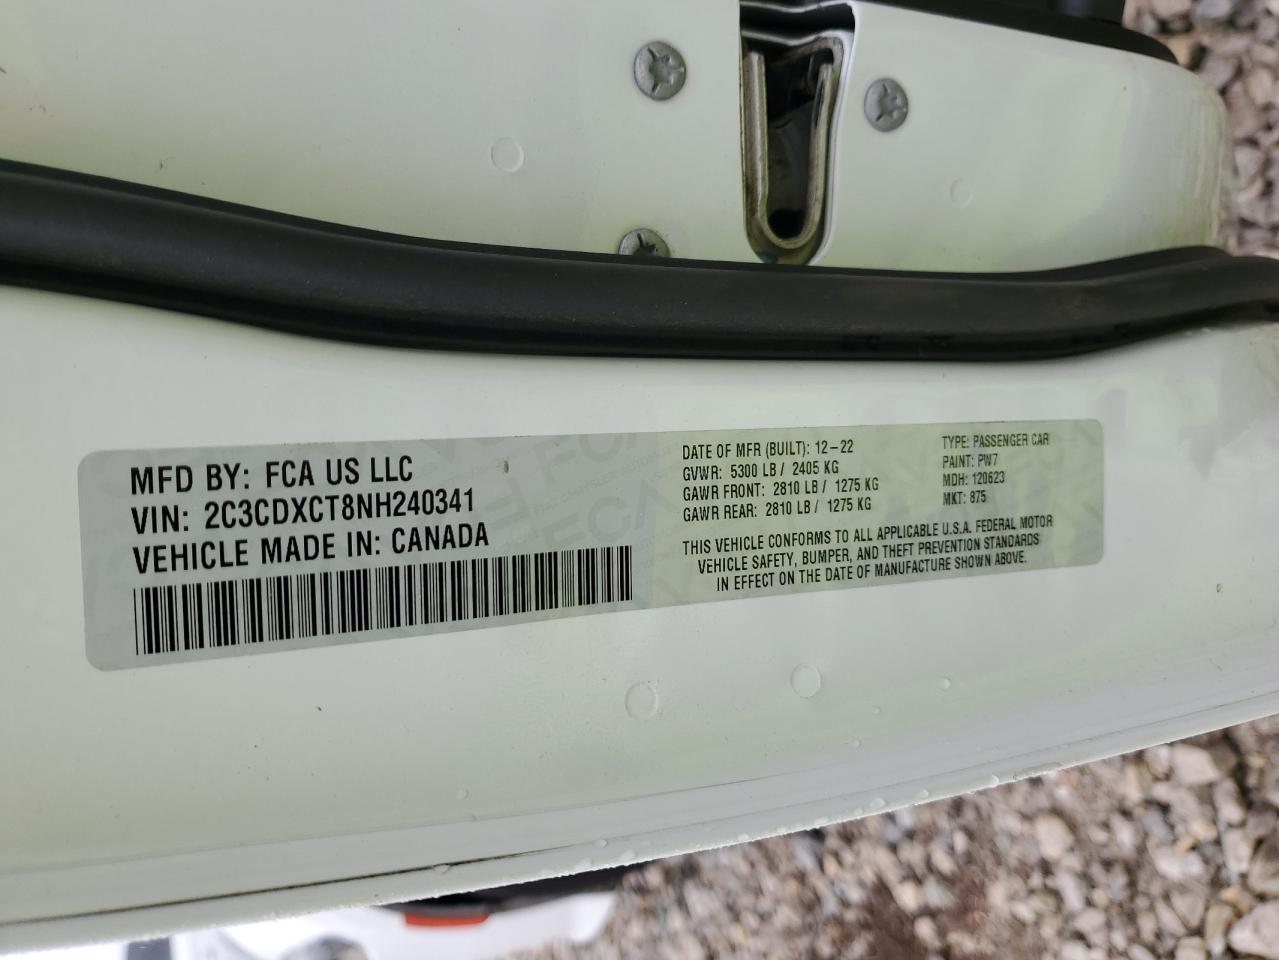 MFD BY: FCA US LLC
VIN: 2C3CDXCT8NH240341
VEHICLE MADE IN: CANADA
DATE OF MFR (BUILT): 12-22
GVWR: 5300 LB / 2405 KG
GAWR FRONT: 2810 LB / 1275 KG
GAWR REAR: 2810 LB / 1275 KG
TYPE: PASSENGER CAR
PAINT: PW7
MDH: 120623
MKT: 875
THIS VEHICLE CONFORMS TO ALL APPLICABLE U.S.A. FEDERAL MOTOR
VEHICLE SAFETY, BUMPER, AND THEFT PREVENTION STANDARDS
IN EFFECT ON THE DATE OF MANUFACTURE SHOWN ABOVE.